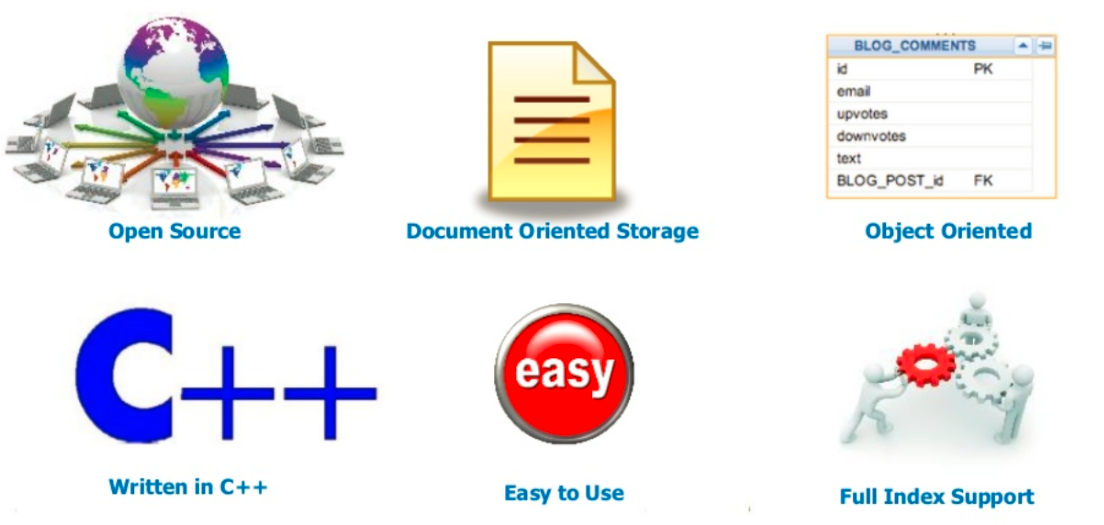 BLOG_COMMENTS
id PK
email
upvotes
downvotes
text
BLOG_POST_id FK
Open Source
Document Oriented Storage
Object Oriented
C++
easy
Written in C++
Easy to Use
Full Index Support